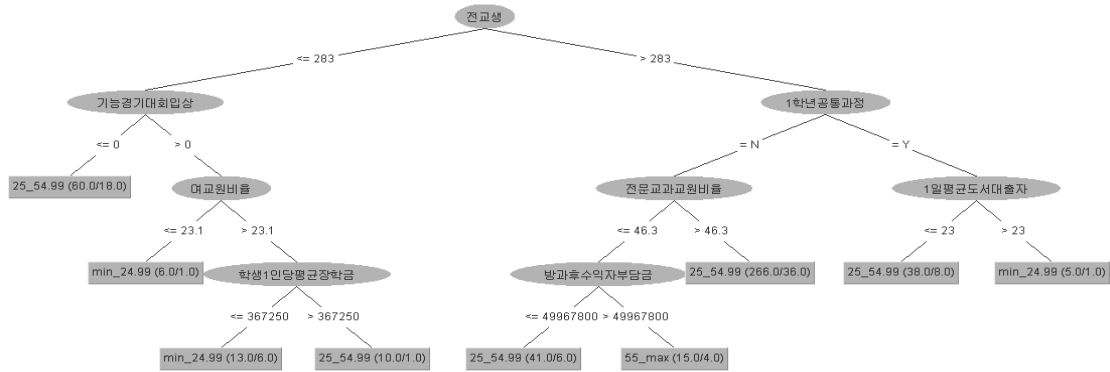 전교생
<= 283
> 283
기능경기대회입상
1학년공통과정
<= 0
> 0
= N
= Y
25_54.99 (60.0/18.0)
여교원비율
전문교과교원비율
1일평균도서대출자
<= 23.1
> 23.1
<= 46.3
> 46.3
<= 23
> 23
min_24.99 (6.0/1.0)
학생1인당평균장학금
방과후수익자부담금
25_54.99 (266.0/36.0)
25_54.99 (38.0/8.0)
min_24.99 (5.0/1.0)
<= 367250
> 367250
<= 49967800
> 49967800
min_24.99 (13.0/6.0)
25_54.99 (10.0/1.0)
25_54.99 (41.0/6.0)
55_max (15.0/4.0)